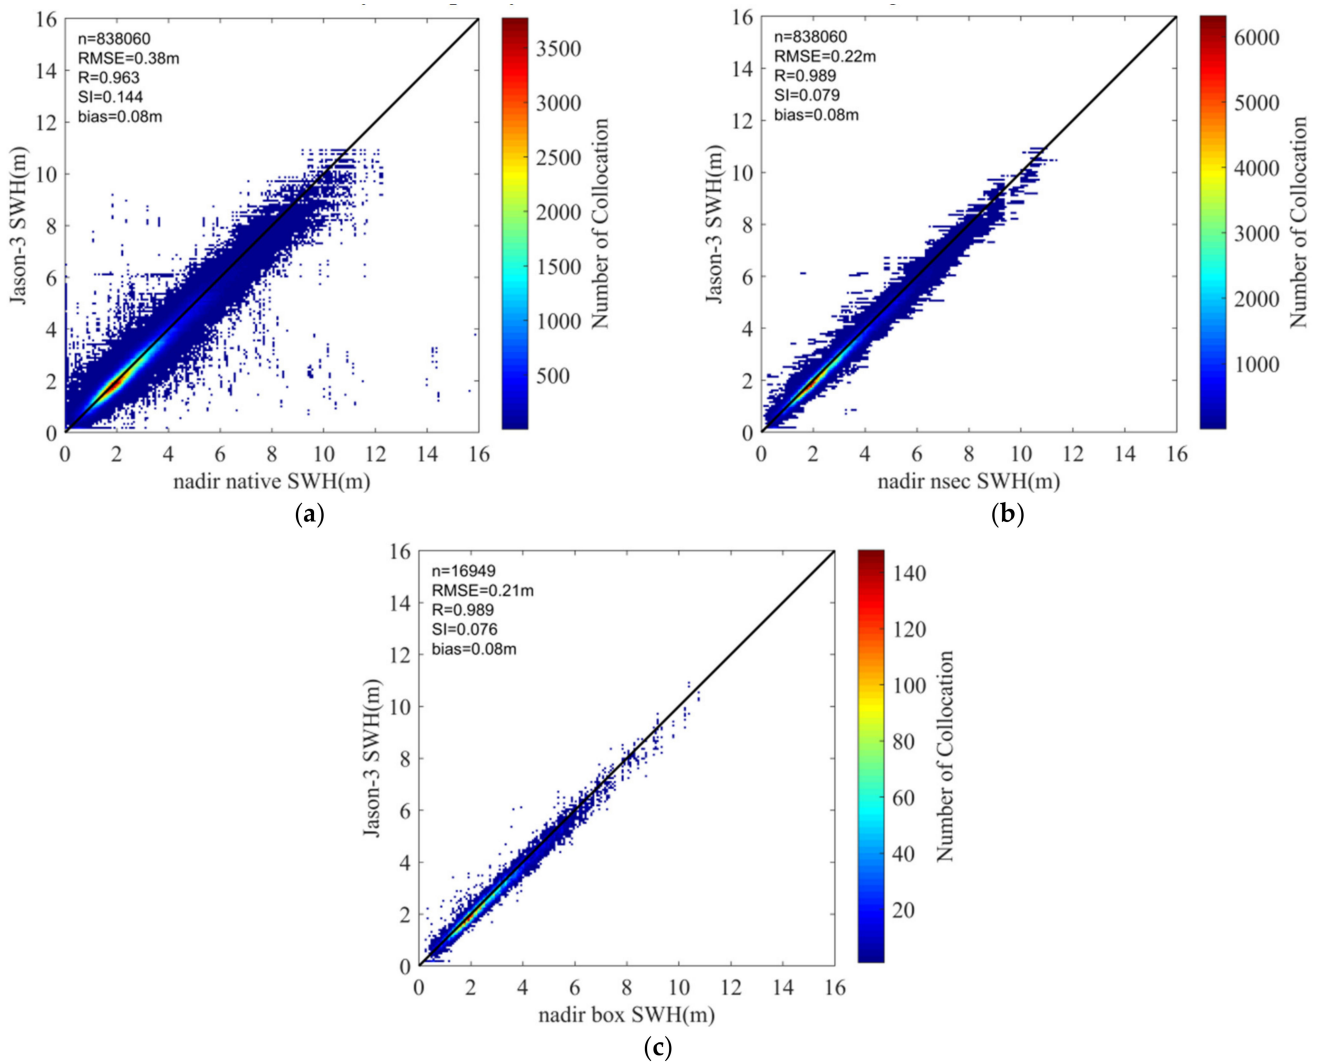 n=838060
RMSE=0.38m
R=0.963
SI=0.144
bias=0.08m
16
14
12
10
8
6
4
2
0
Jason-3 SWH(m)
0 2 4 6 8 10 12 14 16
nadir native SWH(m)
3500
3000
2500
2000
1500
1000
500
Number of Collocation
(a)
n=838060
RMSE=0.22m
R=0.989
SI=0.079
bias=0.08m
16
14
12
10
8
6
4
2
0
Jason-3 SWH(m)
0 2 4 6 8 10 12 14 16
nadir nsec SWH(m)
6000
5000
4000
3000
2000
1000
Number of Collocation
(b)
n=16949
RMSE=0.21m
R=0.989
SI=0.076
bias=0.08m
16
14
12
10
8
6
4
2
0
Jason-3 SWH(m)
0 2 4 6 8 10 12 14 16
nadir box SWH(m)
140
120
100
80
60
40
20
Number of Collocation
(c)